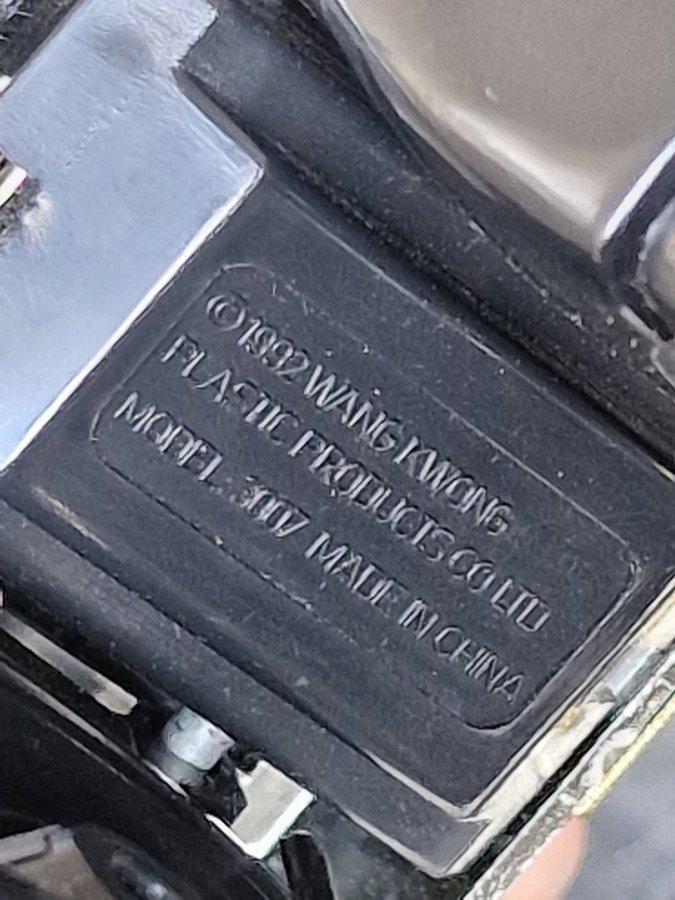 ©1992 WANG KWONG
PLASTIC PRODUCTS CO LTD
MODEL: 3007 MADE IN CHINA